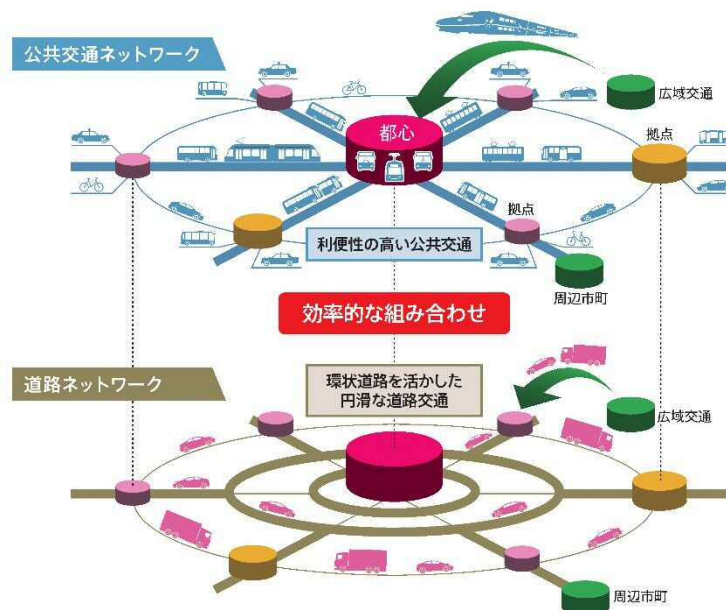 公共交通ネットワーク
広域交通
都心
拠点
拠点
利便性の高い公共交通
周辺市町
効率的な組み合わせ
道路ネットワーク
環状道路を活かした
円滑な道路交通
広域交通
周辺市町